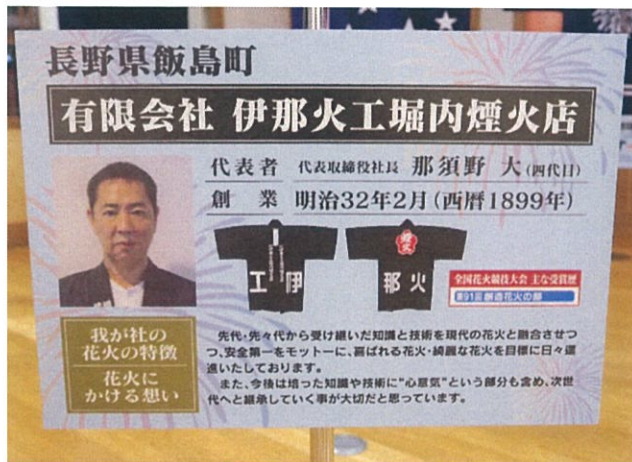 長野県飯島町
有限会社 伊那火工堀内煙火店
代表者 代表取締役社長 那須野 大(四代目)
創業 明治32年2月(西暦1899年)
工 伊
那 火
全国花火競技大会 主な受賞歴
我が社の
花火の特徴
花火に
かける想い
先代・先々代から受け継いだ知識と技術を現代の花火と融合させつ
つ、安全第一をモットーに、喜ばれる花火・綺麗な花火を目標に日々邁
進いたしております。
また、今後は培った知識や技術に"心意気"という部分も含め、次世
代へと継承していく事が大切だと思っています。